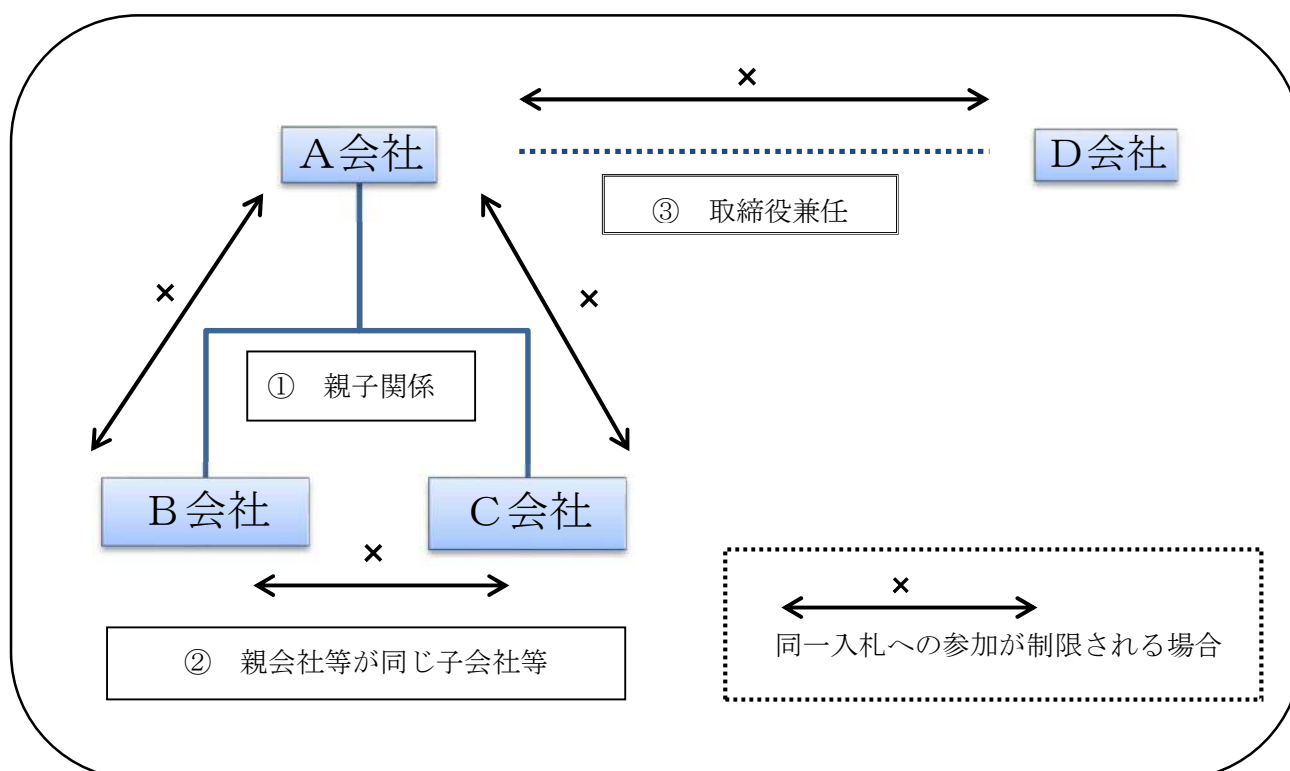 ×
Ａ会社
Ｄ会社
③　取締役兼任
×
×
①　親子関係
Ｂ会社
Ｃ会社
×
②　親会社等が同じ子会社等
×
同一入札への参加が制限される場合